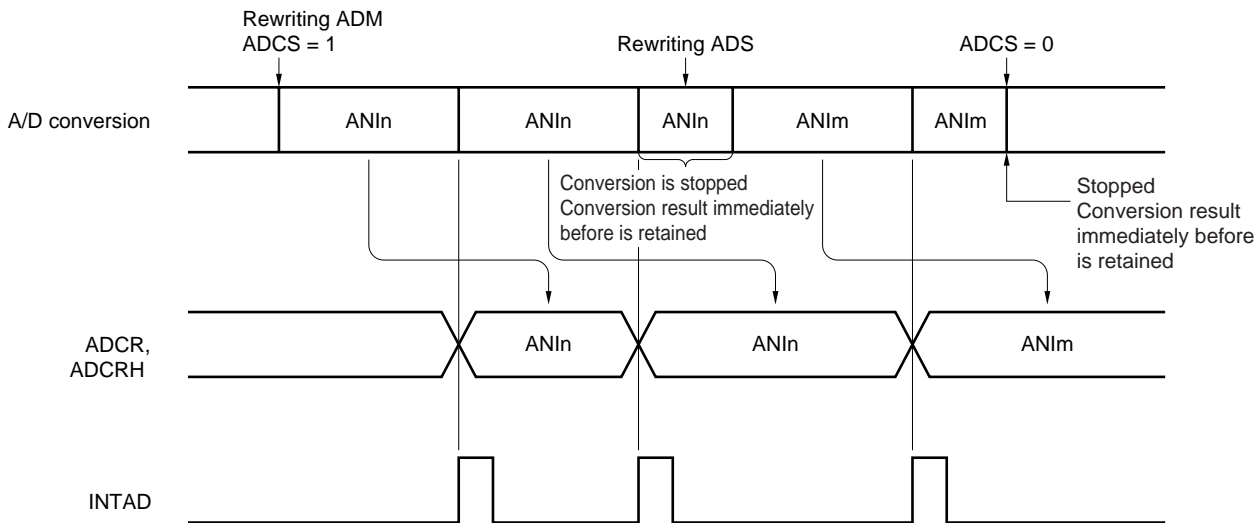 Rewriting ADM
ADCS = 1
Rewriting ADS
ADCS = 0
A/D conversion
ANIn
ANIn
ANIn
ANIm
ANIm
Conversion is stopped
Conversion result immediately
before is retained
Stopped
Conversion result
immediately before
is retained
ADCR,
ADCRH
ANIn
ANIn
ANIm
INTAD